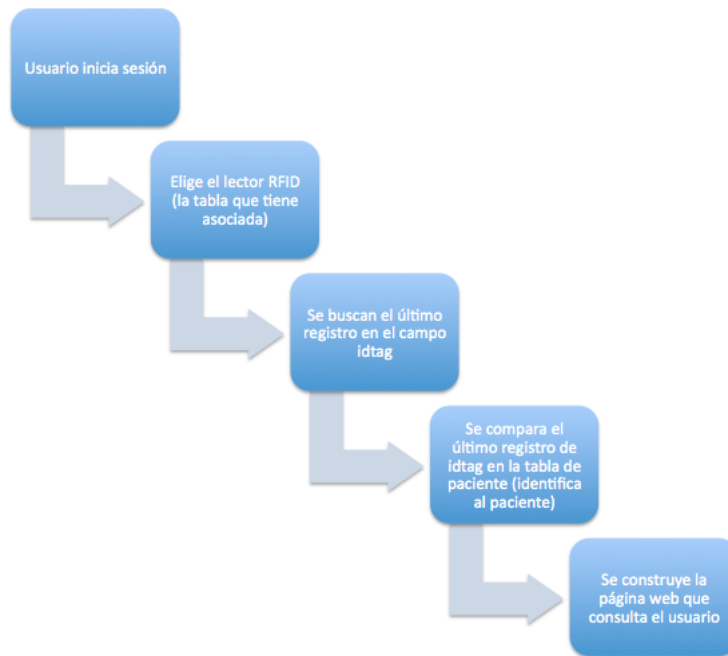 Usuario inicia sesión
Elige el lector RFID
(la tabla que tiene
asociada)
Se buscan el último
registro en el campo
idtag
Se compara el
último registro de
idtag en la tabla de
paciente (identifica
al paciente)
Se construye la
página web que
consulta el usuario